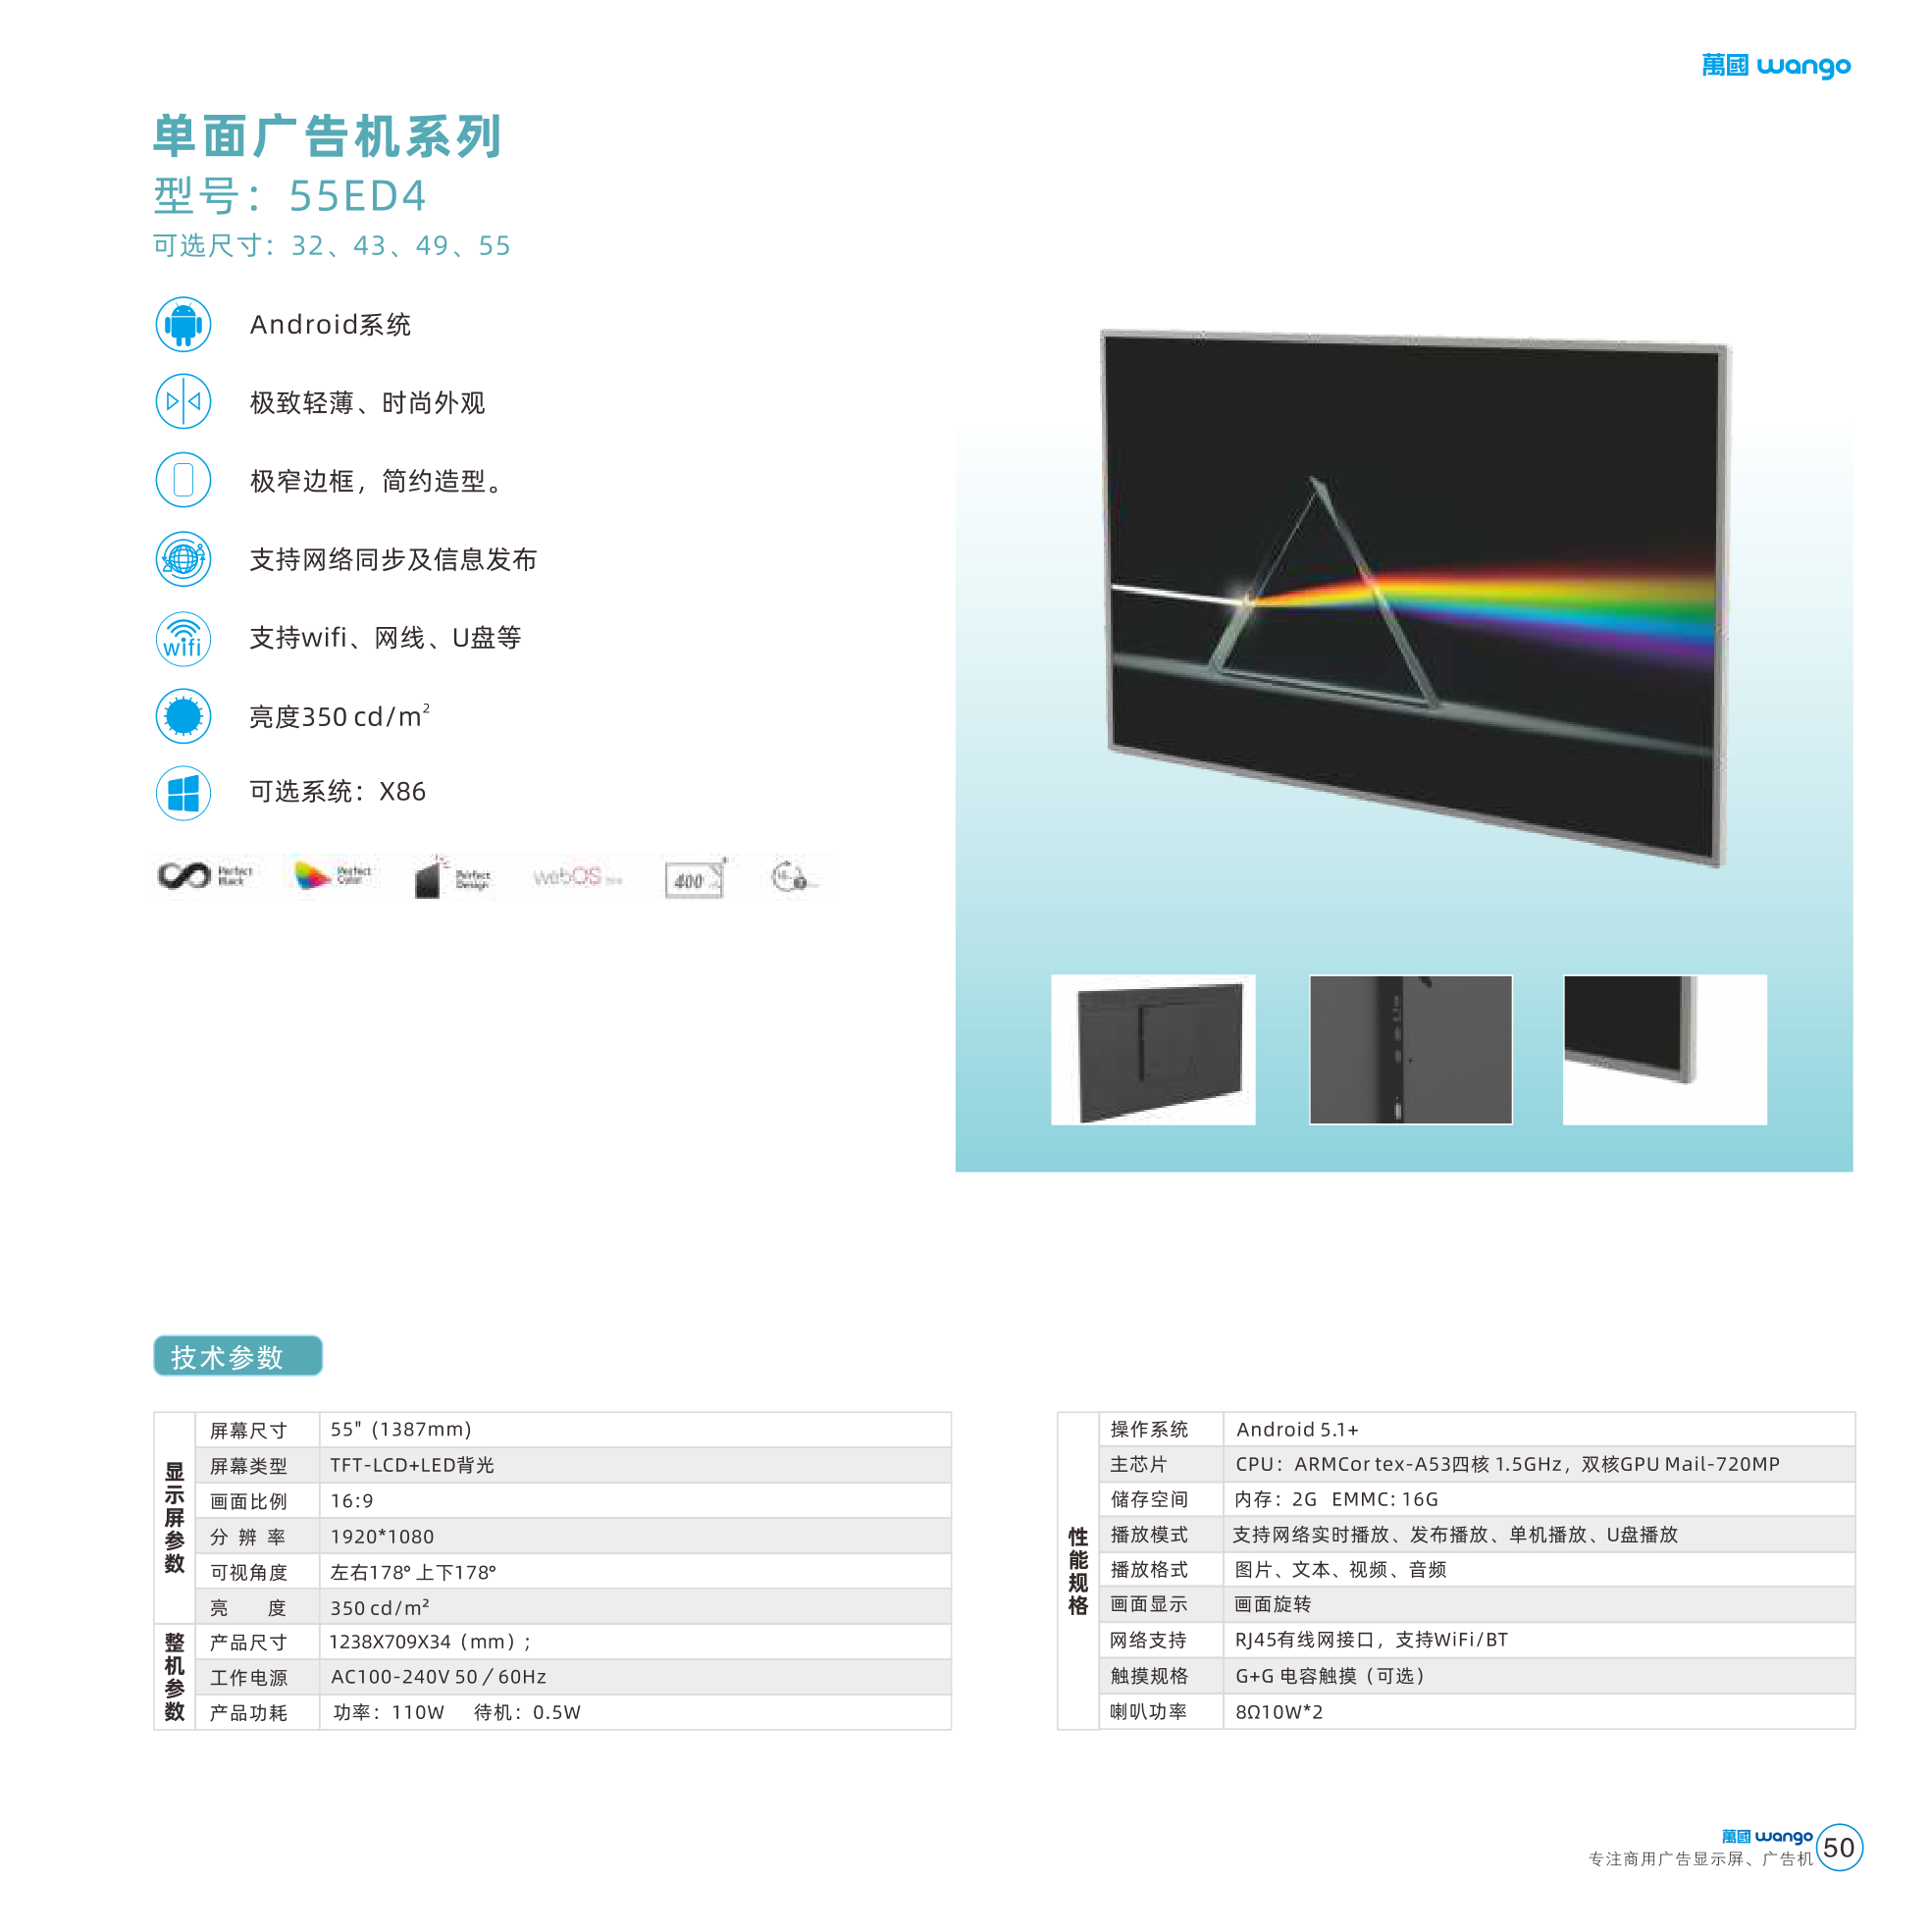 萬國 wango
单面广告机系列
型号：55ED4
可选尺寸：32、43、49、55
Android系统
极致轻薄、时尚外观
极窄边框，简约造型。
支持网络同步及信息发布
wifi
支持wifi、网线、U盘等
亮度350 cd/m²
可选系统：X86
Perfect Black
Perfect Color
Perfect Design
webOS
400
技术参数
显示屏参数
屏幕尺寸 55" (1387mm)
屏幕类型 TFT-LCD+LED背光
画面比例 16:9
分 辨 率 1920*1080
可视角度 左右178° 上下178°
亮 度 350 cd/m²
整机参数
产品尺寸 1238X709X34（mm）;
工作电源 AC100-240V 50／60Hz
产品功耗 功率：110W 待机：0.5W
性能规格
操作系统 Android 5.1+
主芯片 CPU：ARMCor tex-A53四核 1.5GHz，双核GPU Mail-720MP
储存空间 内存：2G EMMC: 16G
播放模式 支持网络实时播放、发布播放、单机播放、U盘播放
播放格式 图片、文本、视频、音频
画面显示 画面旋转
网络支持 RJ45有线网接口，支持WiFi/BT
触摸规格 G+G 电容触摸（可选）
喇叭功率 8Ω10W*2
萬國 wango
专注商用广告显示屏、广告机
50